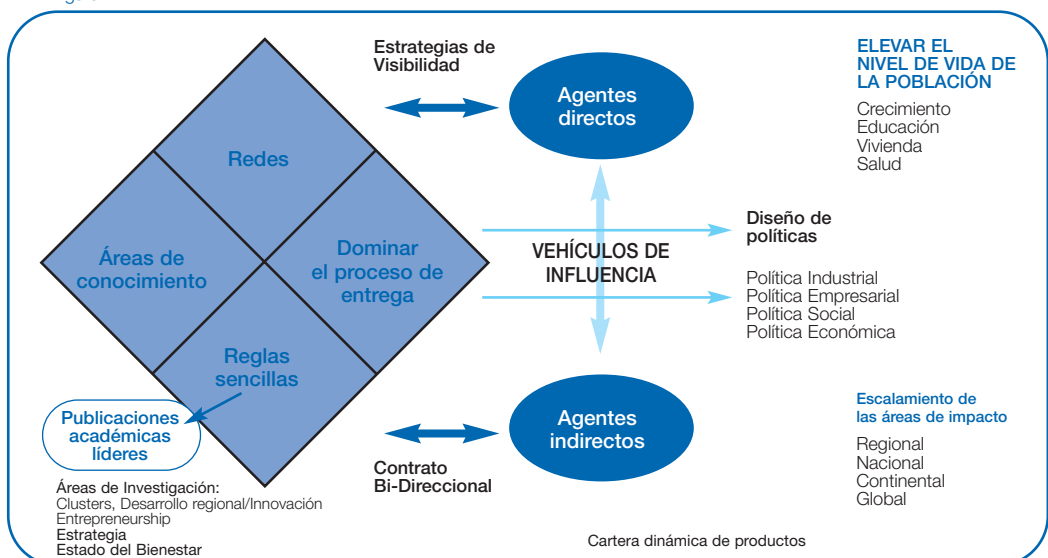 Estrategias de
Visibilidad
Agentes
directos
ELEVAR EL
NIVEL DE VIDA DE
LA POBLACIÓN
Crecimiento
Educación
Vivienda
Salud
Redes
Áreas de
conocimiento
Dominar
el proceso de
entrega
VEHÍCULOS DE
INFLUENCIA
Diseño de
políticas
Política Industrial
Política Empresarial
Política Social
Política Económica
Reglas
sencillas
Publicaciones
académicas
líderes
Agentes
indirectos
Contrato
Bi-Direccional
Escalamiento de
las áreas de impacto
Regional
Nacional
Continental
Global
Áreas de Investigación:
Clusters, Desarrollo regional/Innovación
Entrepreneurship
Estrategia
Estado del Bienestar
Cartera dinámica de productos